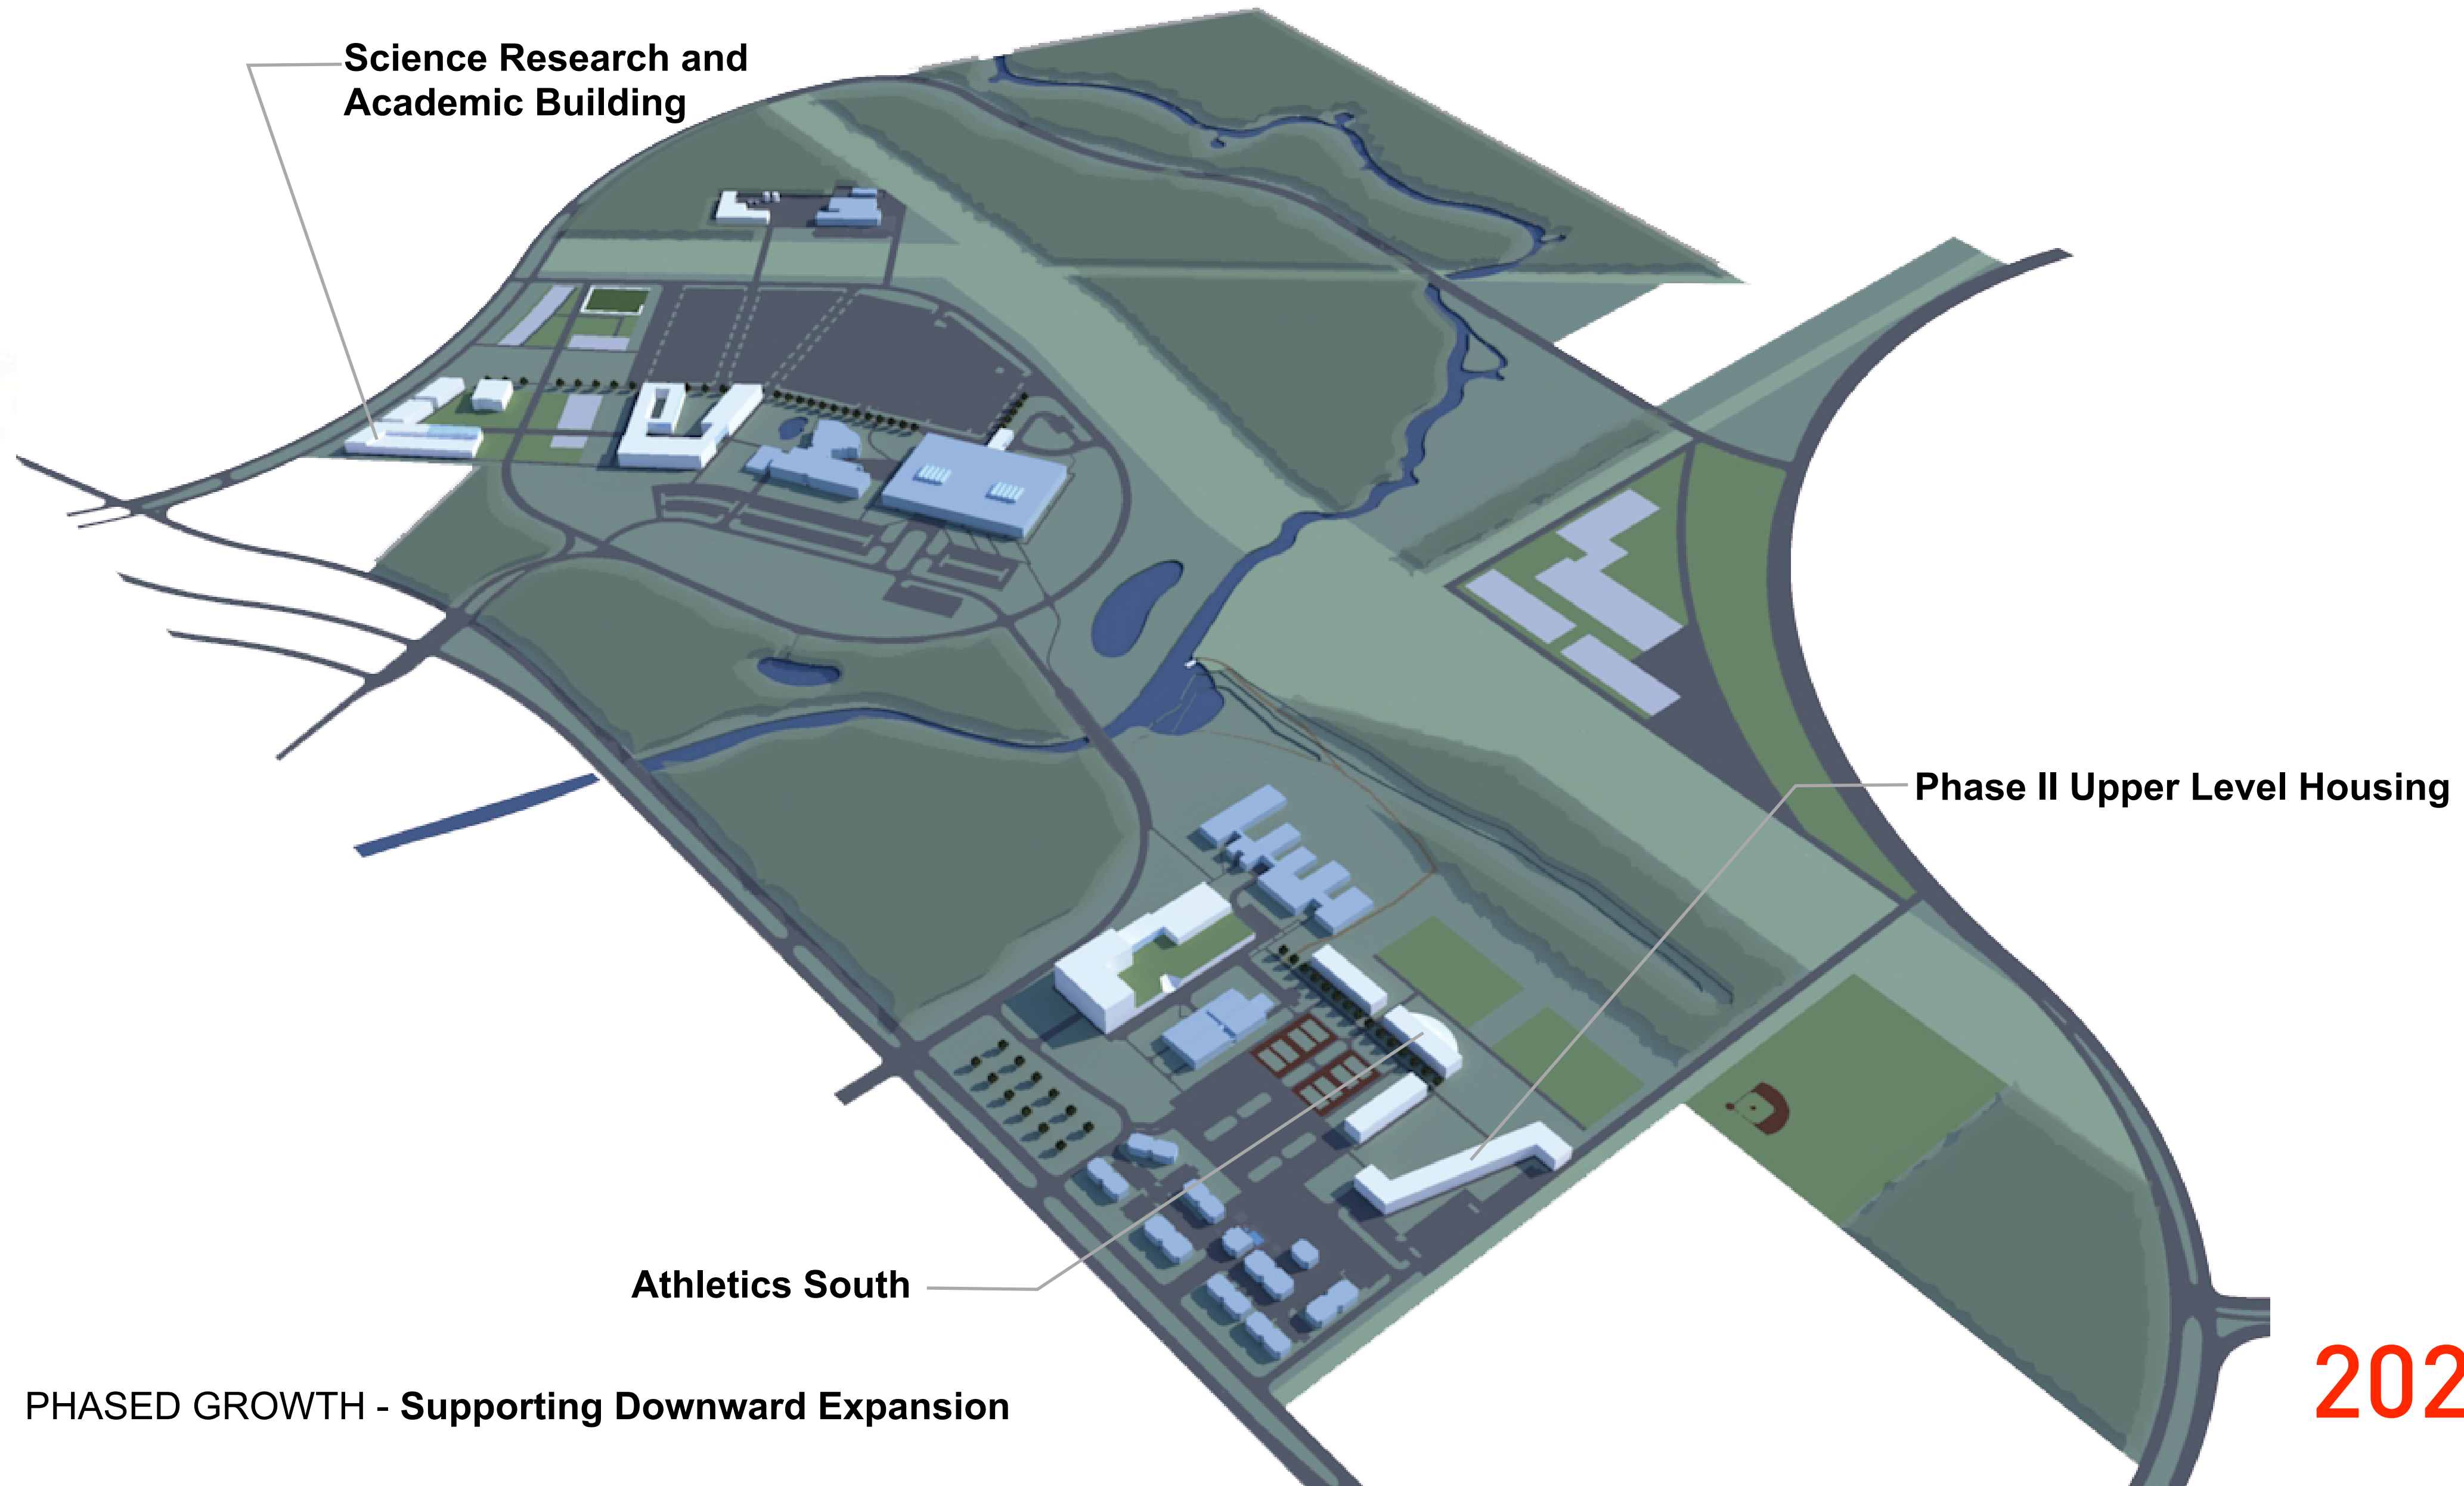 Science Research and
Academic Building
Phase II Upper Level Housing
Athletics South
PHASED GROWTH - Supporting Downward Expansion
202